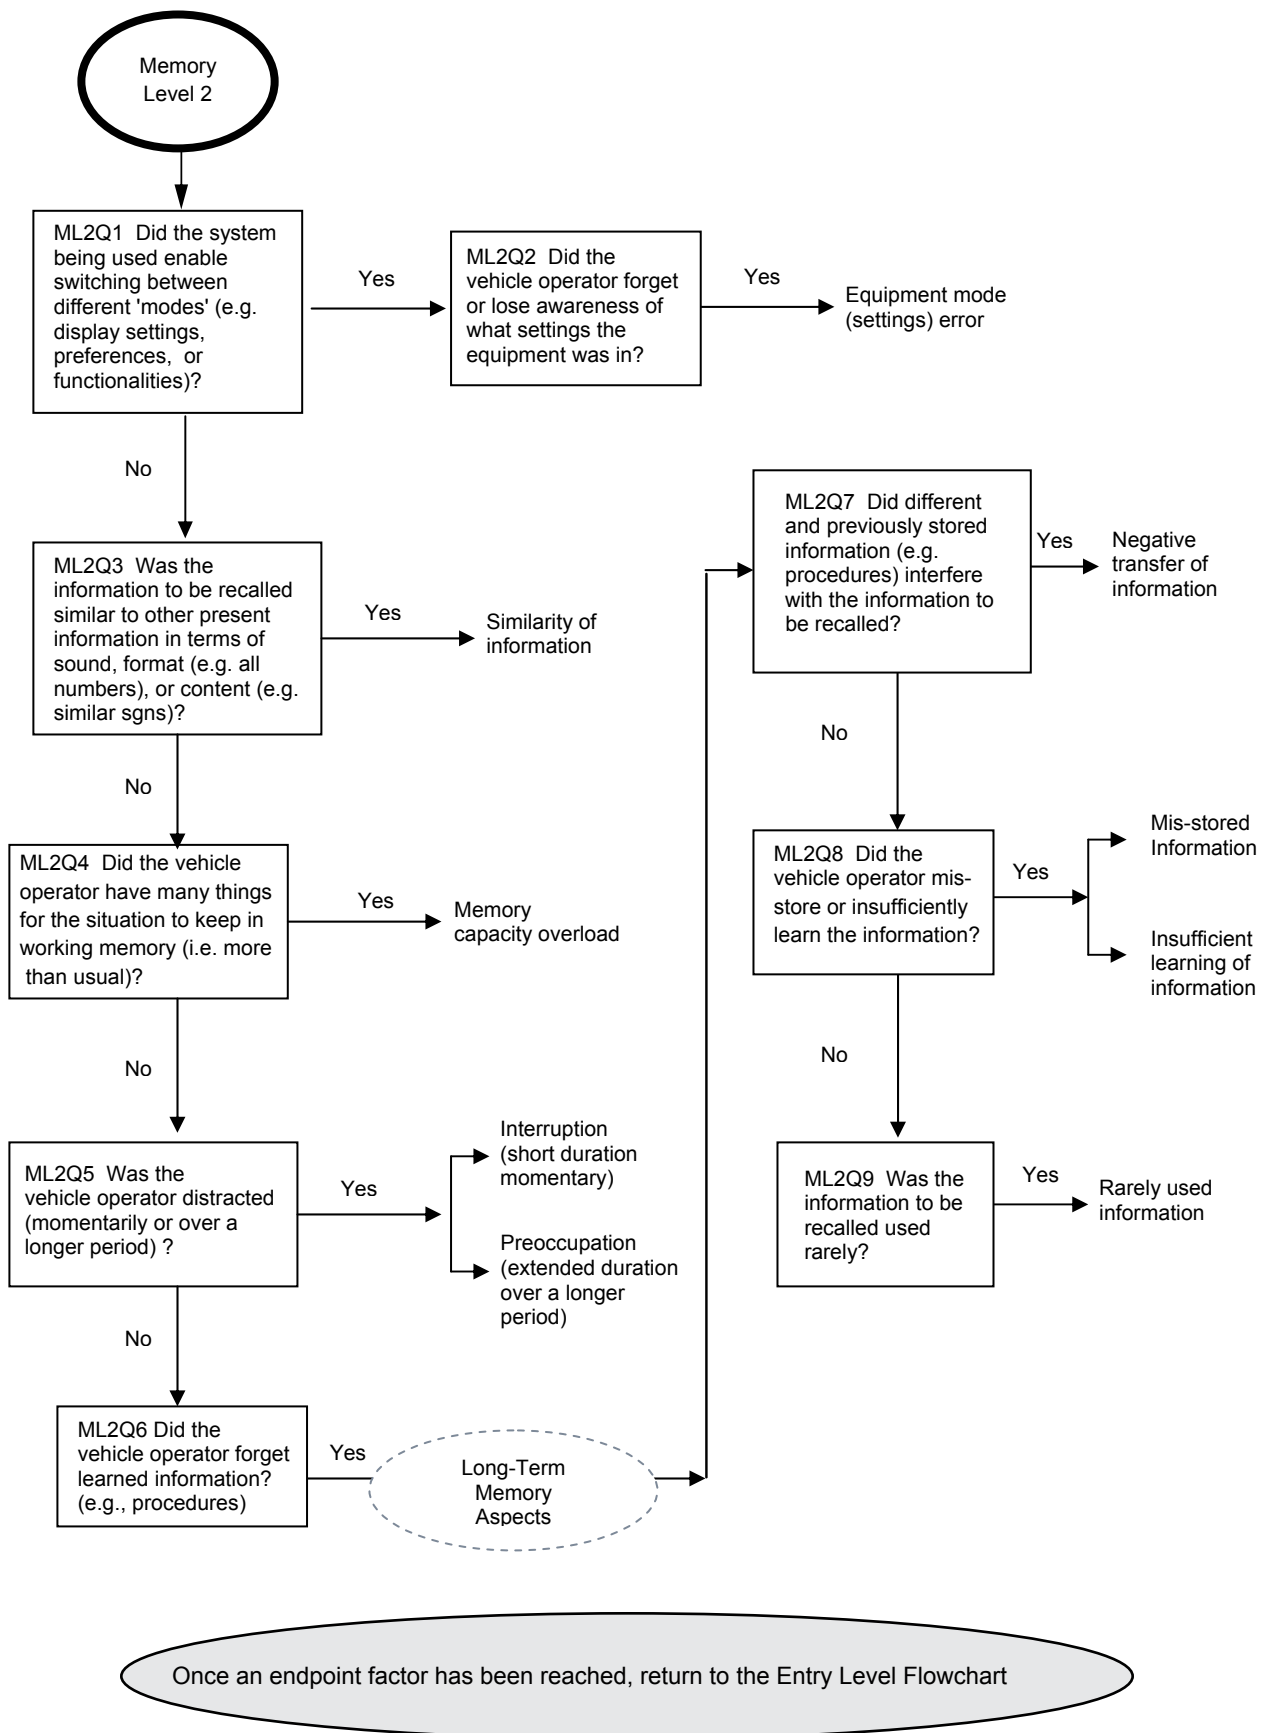 Memory
Level 2
ML2Q1 Did the system
being used enable
switching between
different 'modes' (e.g.
display settings,
preferences, or
functionalities)?
Yes
ML2Q2 Did the
vehicle operator forget
or lose awareness of
what settings the
equipment was in?
Yes
Equipment mode
(settings) error
No
ML2Q3 Was the
information to be recalled
similar to other present
information in terms of
sound, format (e.g. all
numbers), or content (e.g.
similar sgns)?
Yes
Similarity of
information
No
ML2Q4 Did the vehicle
operator have many things
for the situation to keep in
working memory (i.e. more
than usual)?
Yes
Memory
capacity overload
No
ML2Q5 Was the
vehicle operator distracted
(momentarily or over a
longer period) ?
Yes
Interruption
(short duration
momentary)
Preoccupation
(extended duration
over a longer
period)
No
ML2Q6 Did the
vehicle operator forget
learned information?
(e.g., procedures)
Yes
Long-Term
Memory
Aspects
ML2Q7 Did different
and previously stored
information (e.g.
procedures) interfere
with the information to
be recalled?
Yes
Negative
transfer of
information
No
ML2Q8 Did the
vehicle operator mis-
store or insufficiently
learn the information?
Yes
Mis-stored
Information
Insufficient
learning of
information
No
ML2Q9 Was the
information to be
recalled used
rarely?
Yes
Rarely used
information
Once an endpoint factor has been reached, return to the Entry Level Flowchart